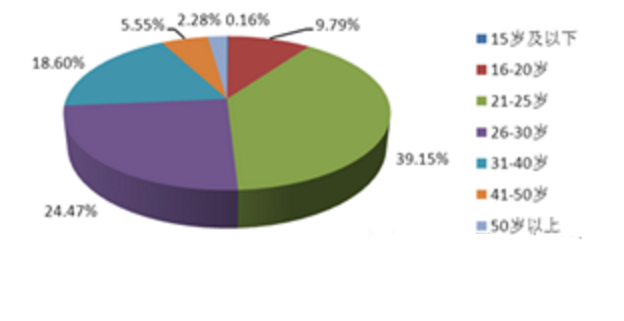 5.55% 2.28% 0.16% 9.79%
18.60%
39.15%
24.47%
15岁及以下
16-20岁
21-25岁
26-30岁
31-40岁
41-50岁
50岁以上